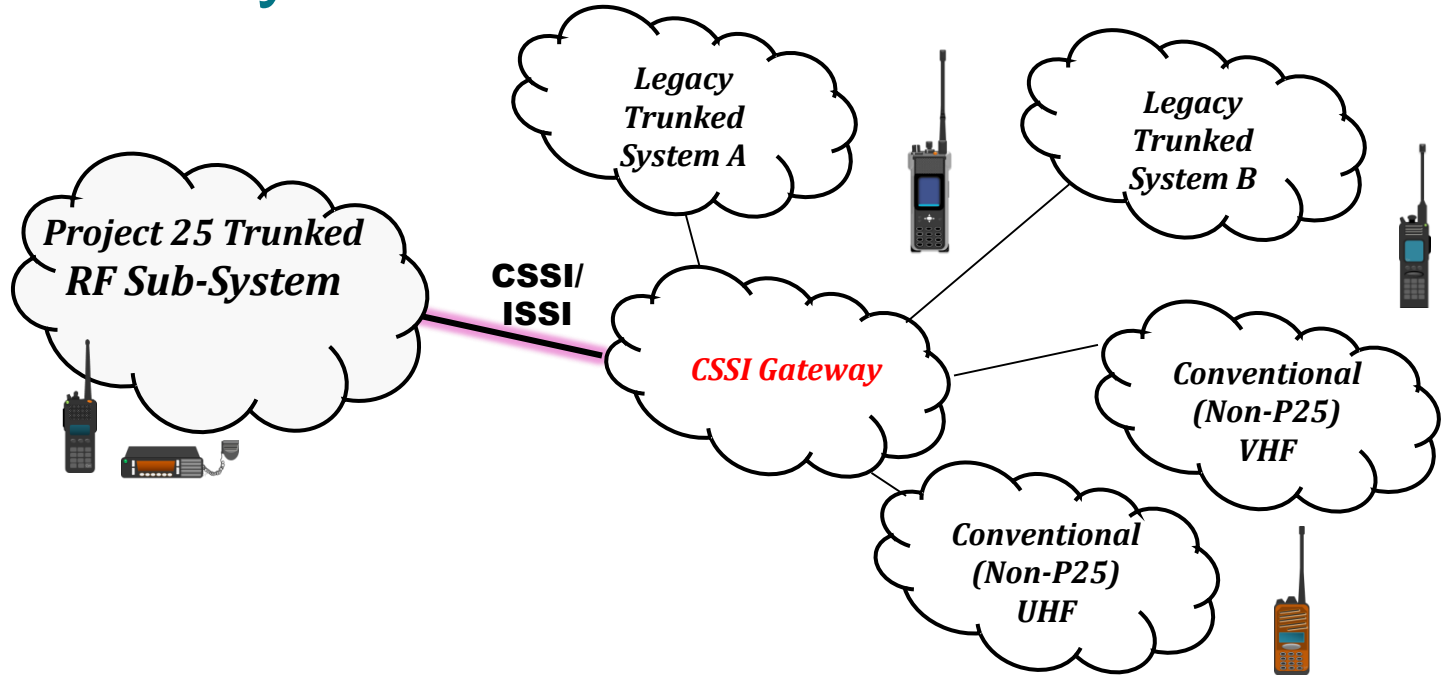 Legacy
Trunked
System A
Legacy
Trunked
System B
Project 25 Trunked
RF Sub-System
CSSI/
ISSI
CSSI Gateway
Conventional
(Non-P25)
VHF
Conventional
(Non-P25)
UHF